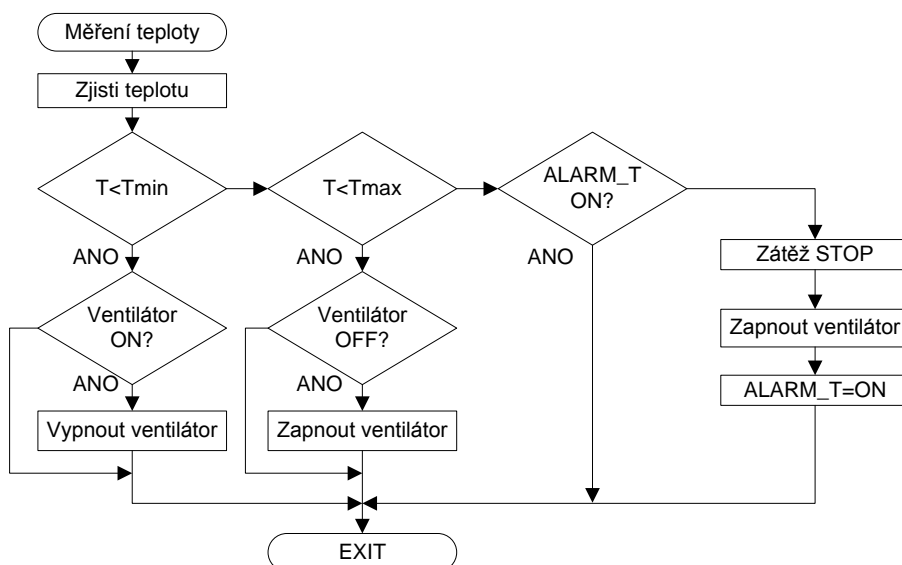 Měření teploty
Zjisti teplotu
T<Tmin
T<Tmax
ALARM_T
ON?
ANO
ANO
ANO
Zátěž STOP
Ventilátor
ON?
Ventilátor
OFF?
Zapnout ventilátor
ANO
ANO
ALARM_T=ON
Vypnout ventilátor
Zapnout ventilátor
EXIT